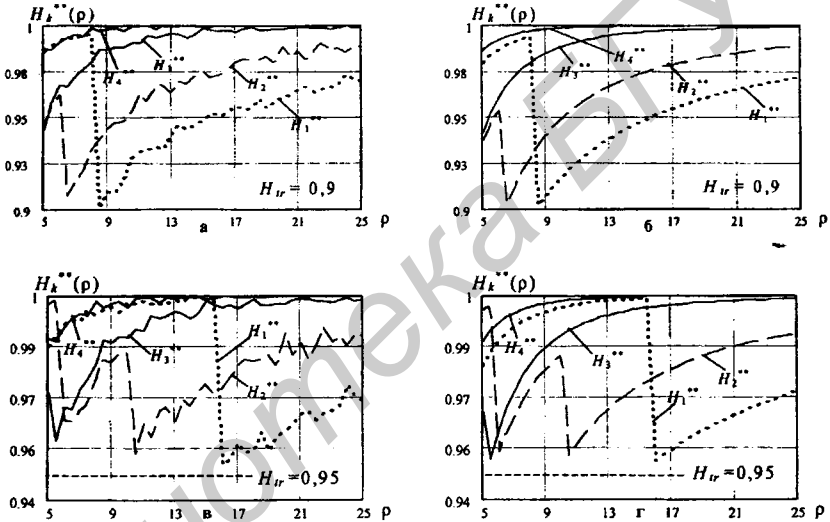 H_k**(ρ)
1
0.98
0.95
0.93
0.9
5 9 13 17 21 25 ρ
H_4** H_3** H_2** H_1**
H_tr = 0,9
а
H_k**(ρ)
1
0.98
0.95
0.93
0.9
5 9 13 17 21 25 ρ
H_4** H_3** H_2** H_1**
H_tr = 0,9
б
H_k**(ρ)
1
0.99
0.97
0.96
0.94
5 9 13 17 21 25 ρ
H_4** H_3** H_1** H_2**
H_tr =0,95
в
H_k**(ρ)
1
0.99
0.97
0.96
0.94
5 9 13 17 21 25 ρ
H_4** H_3** H_2** H_1**
H_tr =0,95
г
отека БГУ